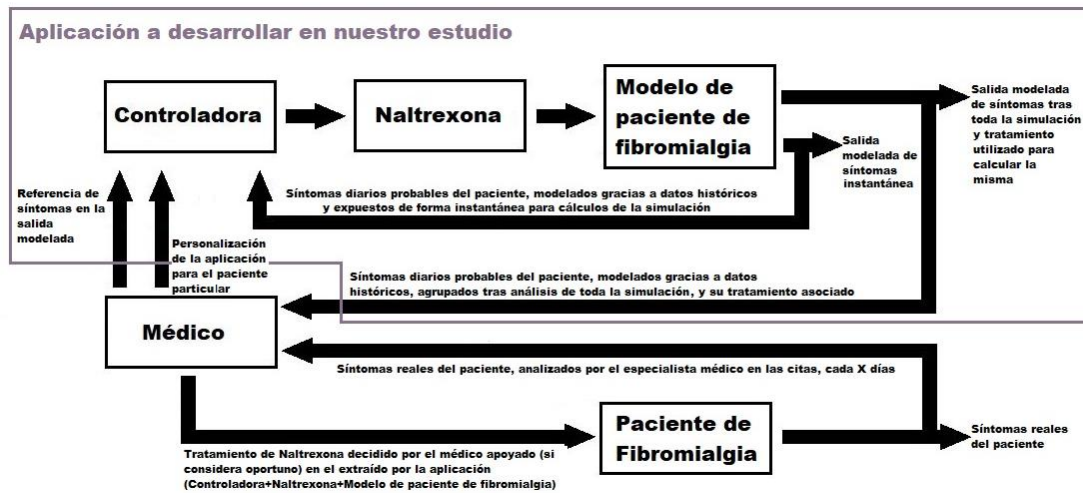 Aplicación a desarrollar en nuestro estudio
Controladora
Naltrexona
Modelo de
paciente de
fibromialgia
Salida modelada
de síntomas tras
toda la simulación
y tratamiento
utilizado para
calcular la
misma
Salida
modelada de
síntomas
instantánea
Referencia de
síntomas en la
salida
modelada
Síntomas diarios probables del paciente, modelados gracias a datos históricos
y expuestos de forma instantánea para cálculos de la simulación
Personalización
de la aplicación
para el paciente
particular
Síntomas diarios probables del paciente, modelados gracias a datos
históricos, agrupados tras análisis de toda la simulación, y su tratamiento asociado
Médico
Síntomas reales del paciente, analizados por el especialista médico en las citas, cada X días
Paciente de
Fibromialgia
Síntomas reales
del paciente
Tratamiento de Naltrexona decidido por el médico apoyado (si
considera oportuno) en el extraído por la aplicación
(Controladora+Naltrexona+Modelo de paciente de fibromialgia)